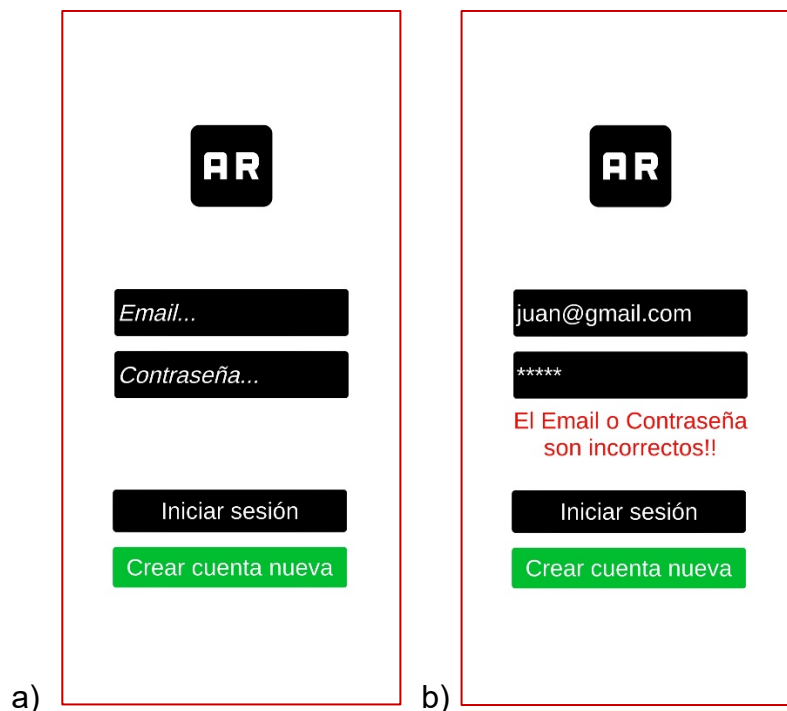 AR
Email...
Contraseña...
Iniciar sesión
Crear cuenta nueva
a)
AR
juan@gmail.com
*****
El Email o Contraseña
son incorrectos!!
Iniciar sesión
Crear cuenta nueva
b)